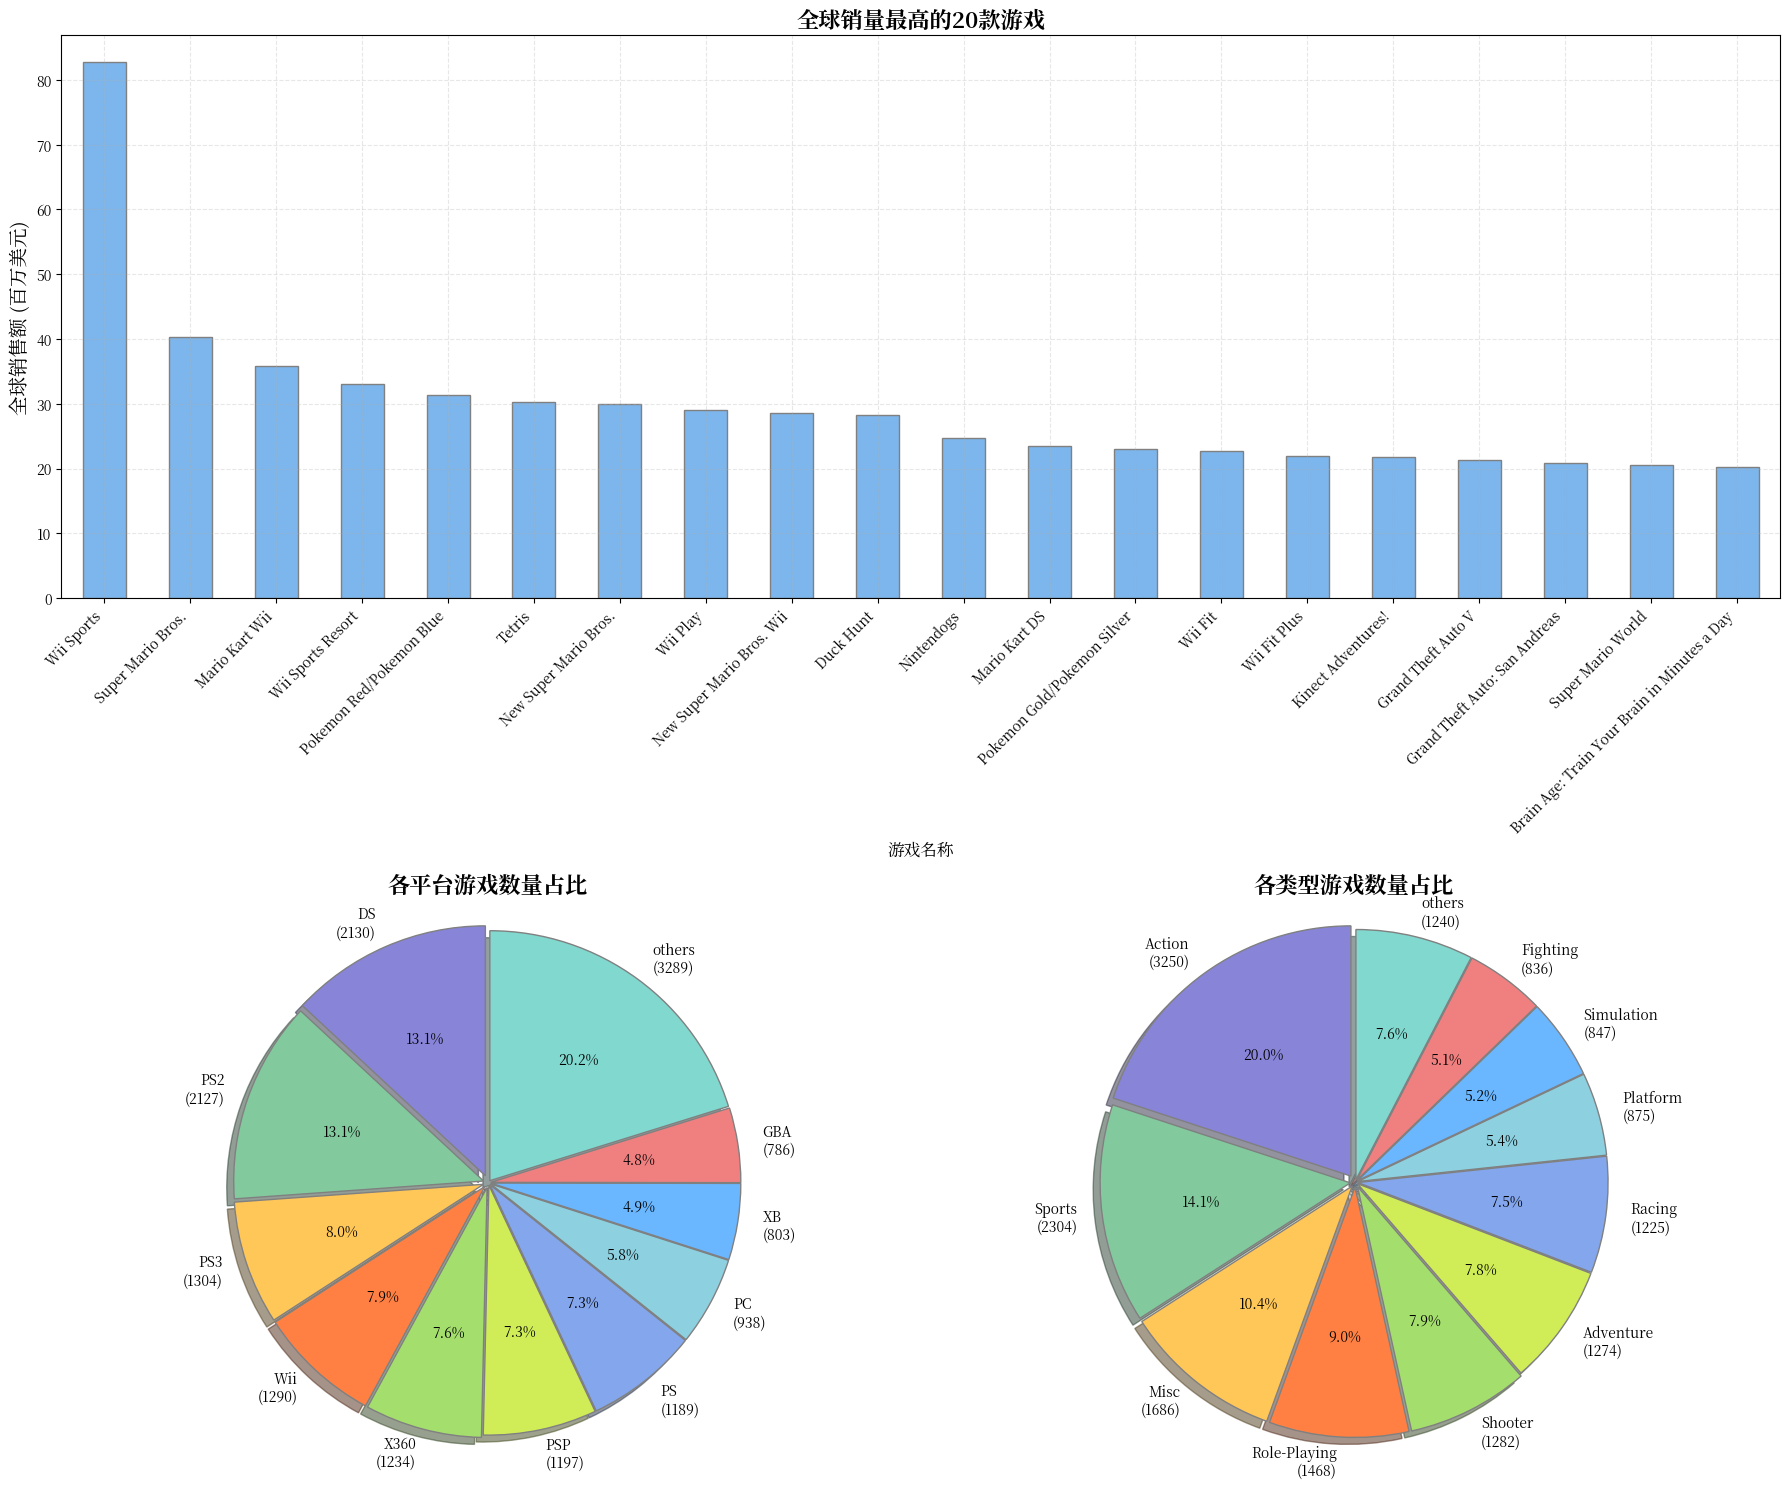 全球销量最高的20款游戏
全球销售额 (百万美元)
80
70
60
50
40
30
20
10
0
Wii Sports
Super Mario Bros.
Mario Kart Wii
Wii Sports Resort
Pokemon Red/Pokemon Blue
Tetris
New Super Mario Bros.
Wii Play
New Super Mario Bros. Wii
Duck Hunt
Nintendogs
Mario Kart DS
Pokemon Gold/Pokemon Silver
Wii Fit
Wii Fit Plus
Kinect Adventures!
Grand Theft Auto V
Grand Theft Auto: San Andreas
Super Mario World
Brain Age: Train Your Brain in Minutes a Day
游戏名称
各平台游戏数量占比
DS
(2130)
13.1%
PS2
(2127)
13.1%
PS3
(1304)
8.0%
Wii
(1290)
7.9%
X360
(1234)
7.6%
PSP
(1197)
7.3%
PS
(1189)
7.3%
PC
(938)
5.8%
XB
(803)
4.9%
GBA
(786)
4.8%
others
(3289)
20.2%
各类型游戏数量占比
Action
(3250)
20.0%
Sports
(2304)
14.1%
Misc
(1686)
10.4%
Role-Playing
(1468)
9.0%
Shooter
(1282)
7.9%
Adventure
(1274)
7.8%
Racing
(1225)
7.5%
Platform
(875)
5.4%
Simulation
(847)
5.2%
Fighting
(836)
5.1%
others
(1240)
7.6%